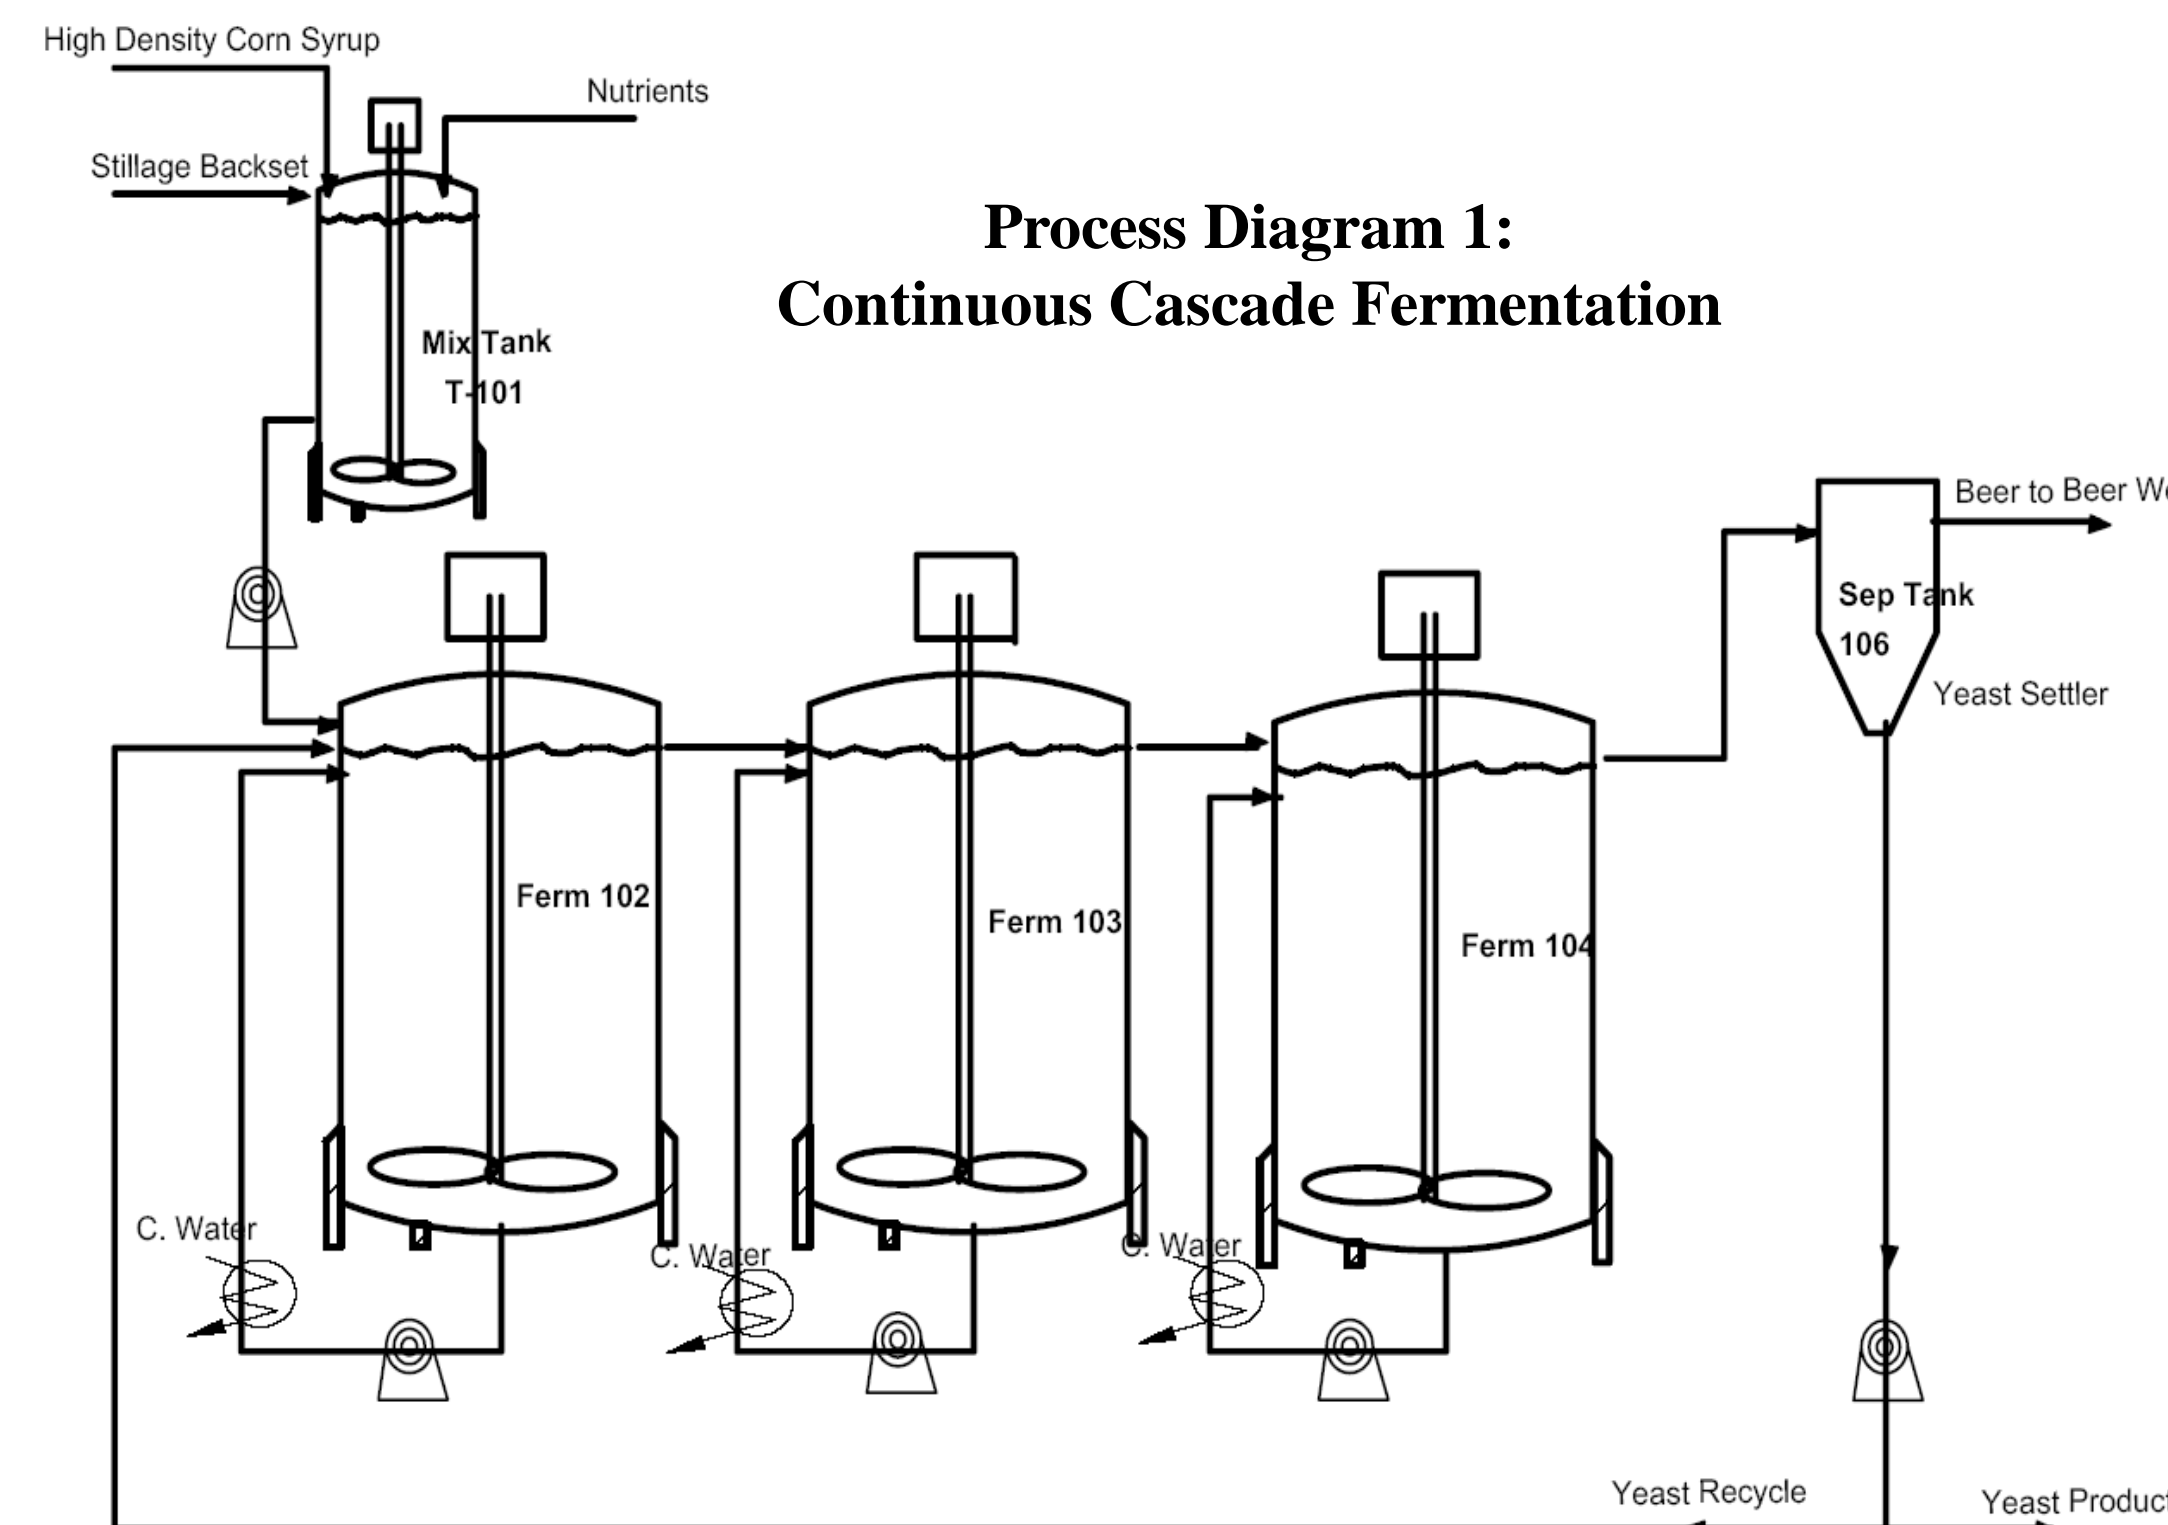 High Density Corn Syrup
Nutrients
Stillage Backset
Process Diagram 1:
Continuous Cascade Fermentation
Mix Tank
T-101
Beer to Beer
Sep Tank
106
Yeast Settler
Ferm 102
Ferm 103
Ferm 104
C. Water
C. Water
C. Water
Yeast Recycle
Yeast Product